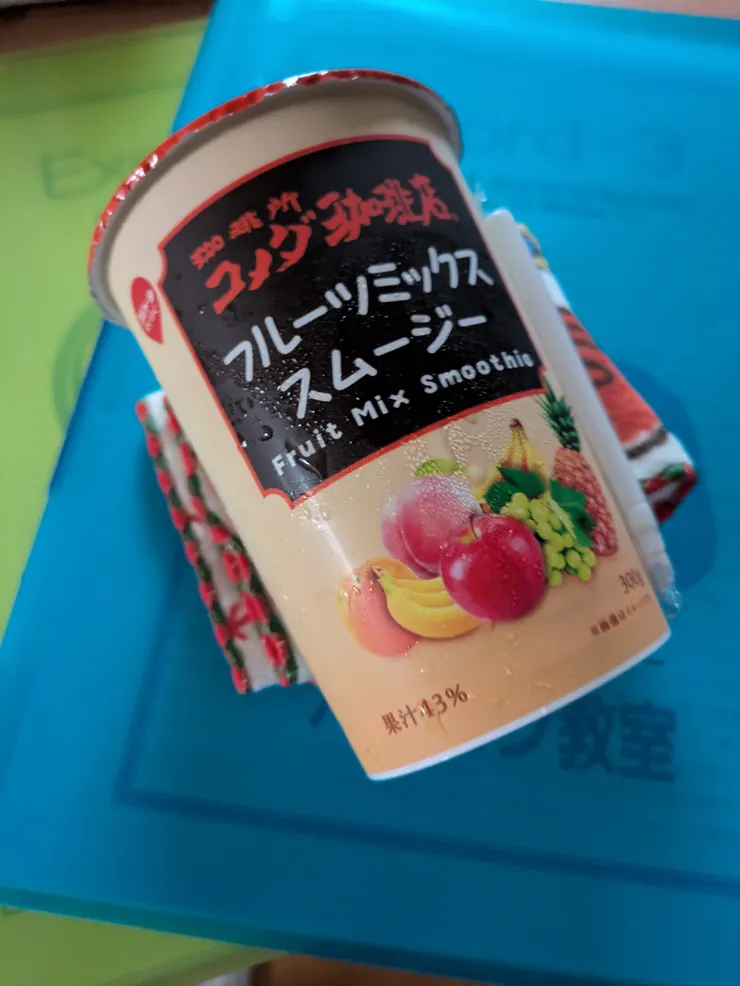 珈琲所
コメダ珈琲店
フルーツミックス
スムージー
Fruit Mix Smoothie
300g
果汁43%
教室